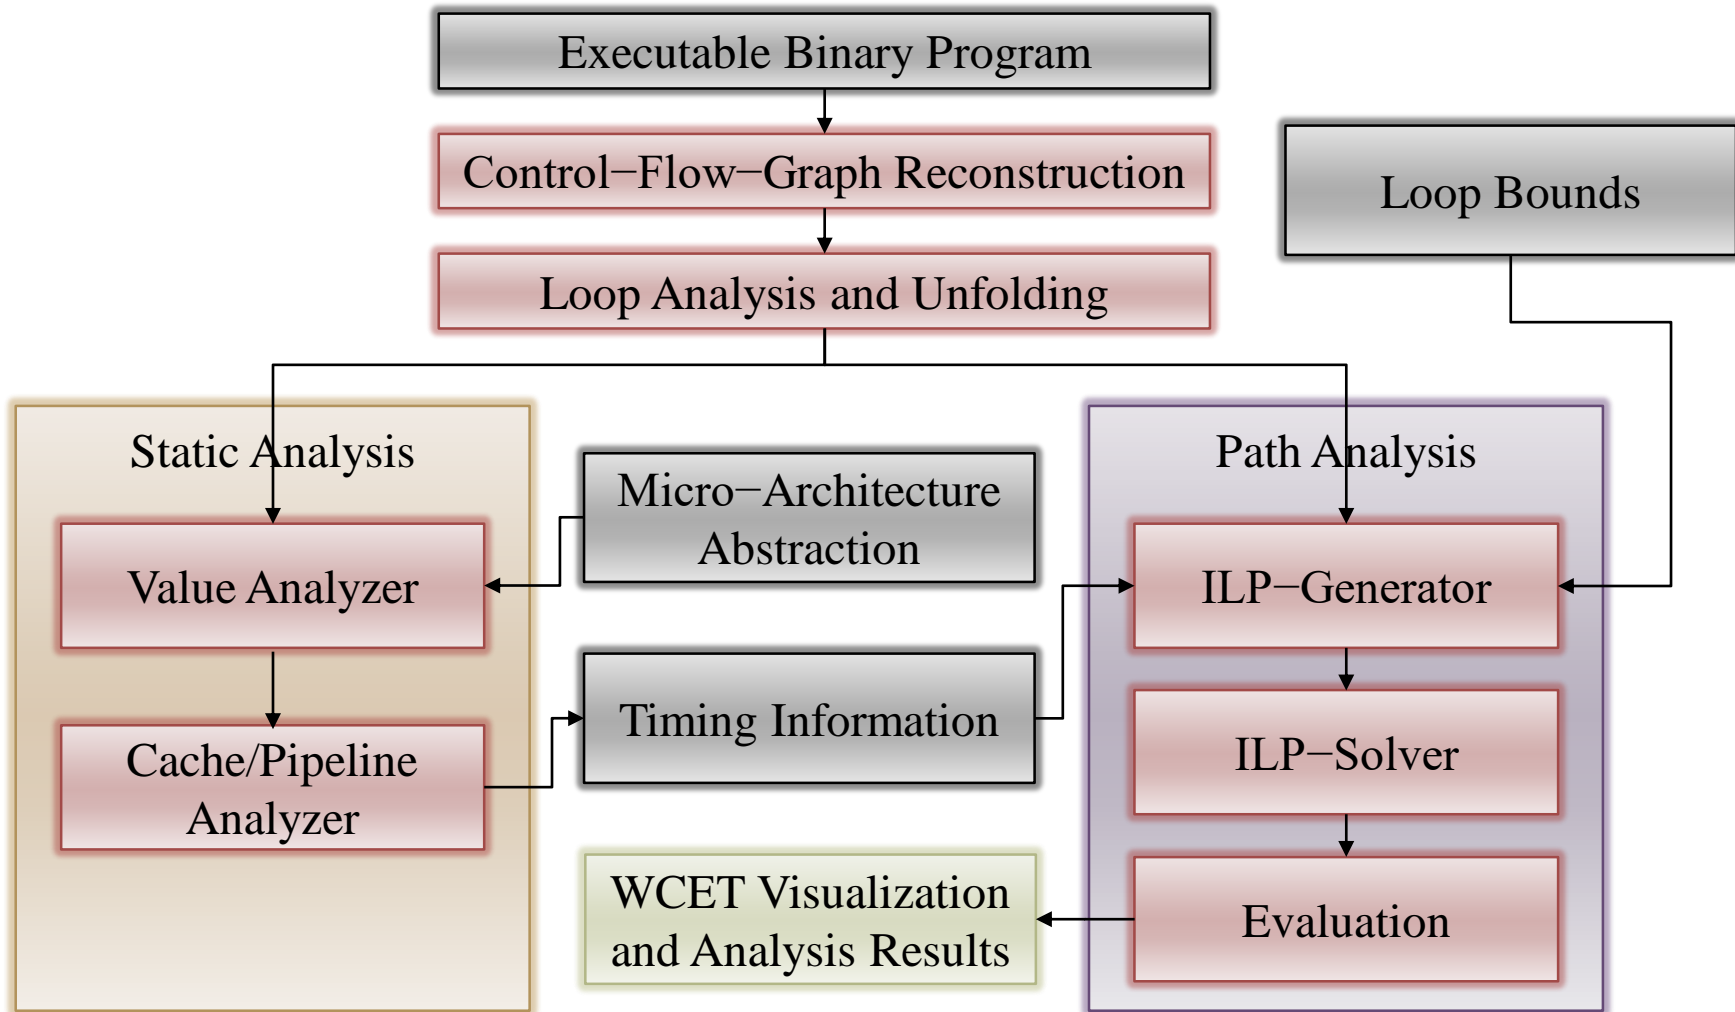 Executable Binary Program
Control−Flow−Graph Reconstruction
Loop Bounds
Loop Analysis and Unfolding
Static Analysis
Path Analysis
Micro−Architecture
Abstraction
Value Analyzer
ILP−Generator
Timing Information
Cache/Pipeline
Analyzer
ILP−Solver
WCET Visualization
and Analysis Results
Evaluation